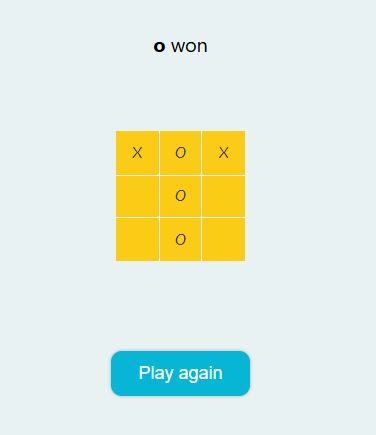 o won
X O X
O
O
Play again